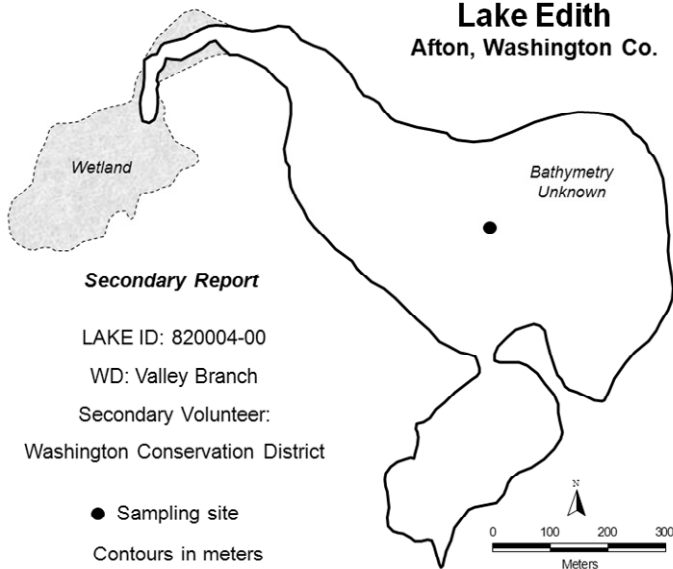 Lake Edith
Afton, Washington Co.
Wetland
Bathymetry
Unknown
Secondary Report
LAKE ID: 820004-00
WD: Valley Branch
Secondary Volunteer:
Washington Conservation District
Sampling site
Contours in meters
N
0 100 200 300
Meters